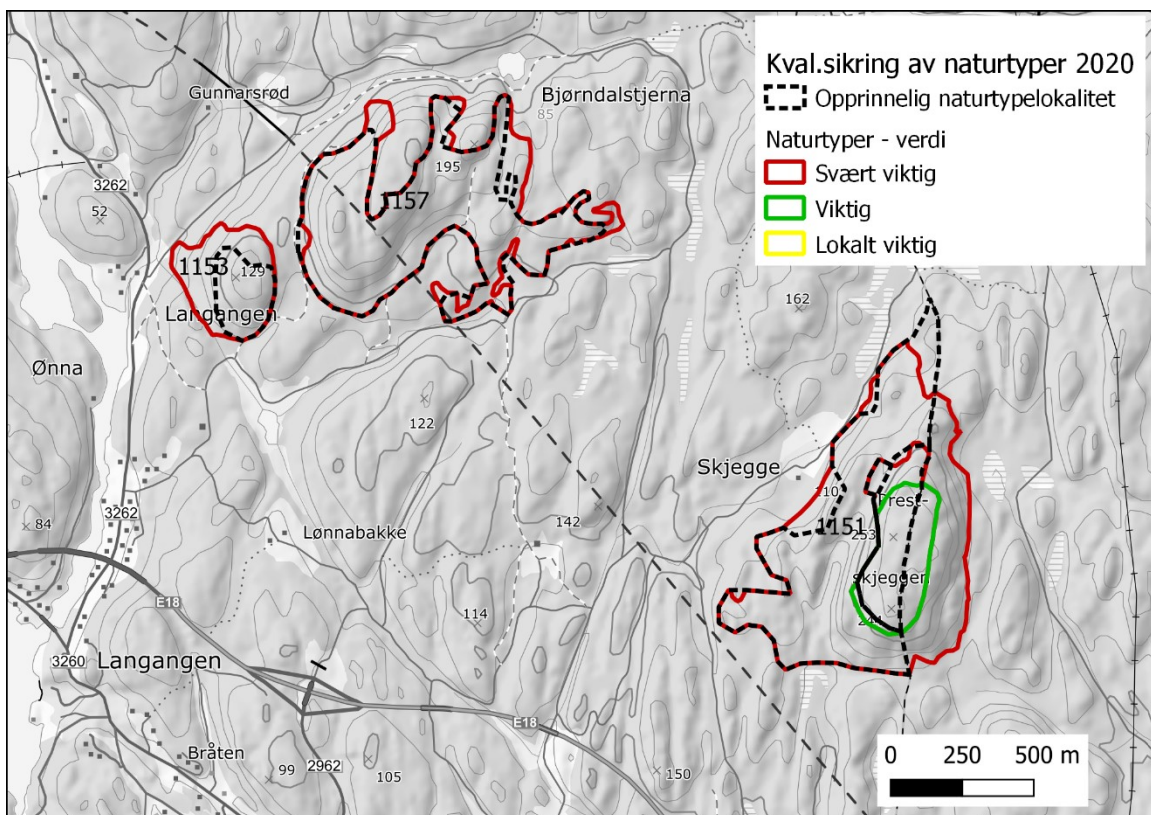 Kval.sikring av naturtyper 2020
Opprinnelig naturtypelokalitet
Naturtyper - verdi
Svært viktig
Viktig
Lokalt viktig
Gunnarsrød
Bjørndalstjerna
85
195
3262
52
1157
1153
129
Langangen
162
Ønna
122
Skjegge
110
Prest-
1151
253
skjeggen
244
84
3262
Lønnabakke
142
114
E18
3260
Langangen
E18
Bråten
99
2962
105
150
0 250 500 m